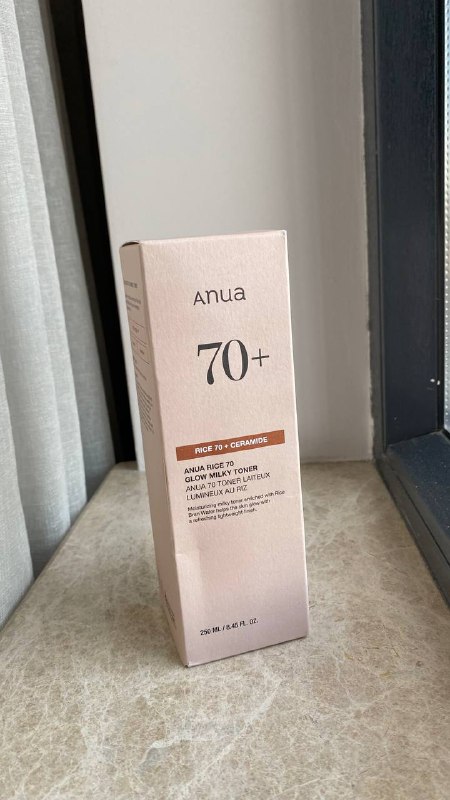 Anua
70+
RICE 70 + CERAMIDE
ANUA RICE 70
GLOW MILKY TONER
ANUA 70 TONER LAITEUX
LUMINEUX AU RIZ
Moisturizing milky toner enriched with Rice
Bran Water helps the skin glow with
a refreshing lightweight finish.
250 ML / 8.45 FL. OZ.